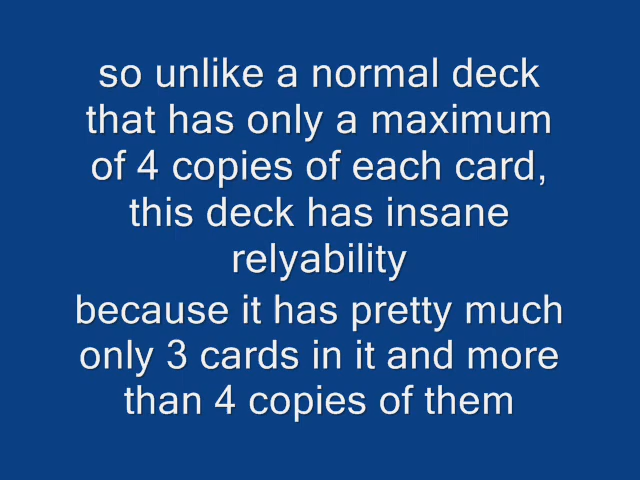 so unlike a normal deck
that has only a maximum
of 4 copies of each card,
this deck has insane
relyability
because it has pretty much
only 3 cards in it and more
than 4 copies of them